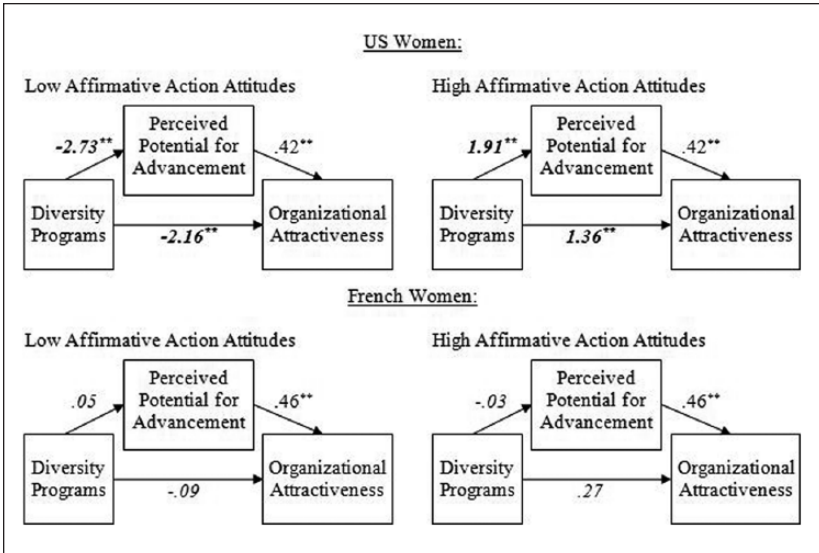 US Women:
Low Affirmative Action Attitudes
-2.73**
Perceived
Potential for
Advancement
.42**
Diversity
Programs
-2.16**
Organizational
Attractiveness
High Affirmative Action Attitudes
1.91**
Perceived
Potential for
Advancement
.42**
Diversity
Programs
1.36**
Organizational
Attractiveness
French Women:
Low Affirmative Action Attitudes
.05
Perceived
Potential for
Advancement
.46**
Diversity
Programs
-.09
Organizational
Attractiveness
High Affirmative Action Attitudes
-.03
Perceived
Potential for
Advancement
.46**
Diversity
Programs
.27
Organizational
Attractiveness